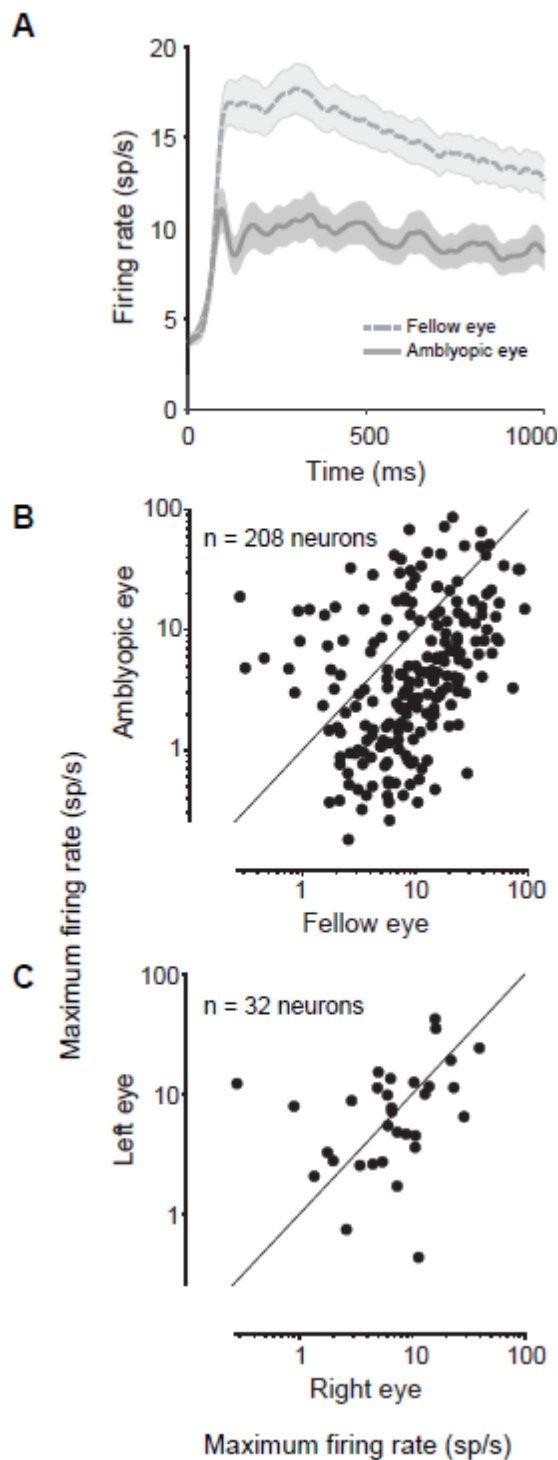 A
20
15
10
5
0
Firing rate (sp/s)
Fellow eye
Amblyopic eye
0 500 1000
Time (ms)
B
100
10
1
n = 208 neurons
Amblyopic eye
Maximum firing rate (sp/s)
1 10 100
Fellow eye
C
100
10
1
n = 32 neurons
Left eye
1 10 100
Right eye
Maximum firing rate (sp/s)